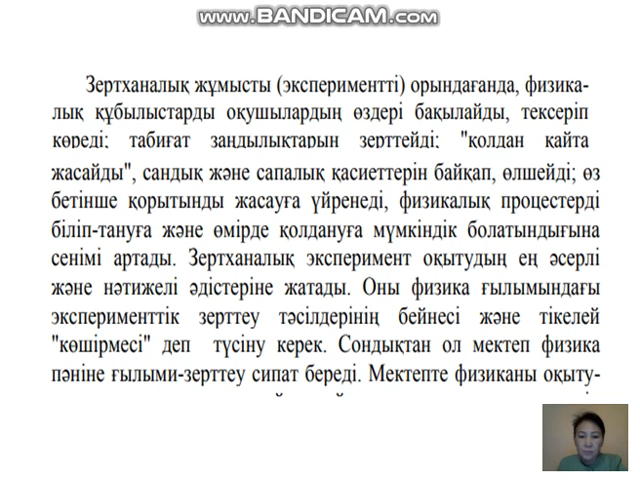 www.BANDICAM.com
Зертханалық жұмысты (экспериментті) орындағанда, физика-
лық құбылыстарды оқушылардың өздері бақылайды, тексеріп
көреді; табиғат заңдылықтарын зерттейді; "қолдан қайта
жасайды", сандық және сапалық қасиеттерін байқап, өлшейді; өз
бетінше қорытынды жасауға үйренеді, физикалық процестерді
біліп-тануға және өмірде қолдануға мүмкіндік болатындығына
сенімі артады. Зертханалық эксперимент оқытудың ең әсерлі
және нәтижелі әдістеріне жатады. Оны физика ғылымындағы
эксперименттік зерттеу тәсілдерінің бейнесі және тікелей
"көшірмесі" деп түсіну керек. Сондықтан ол мектеп физика
пәніне ғылыми-зерттеу сипат береді. Мектепте физиканы оқыту-